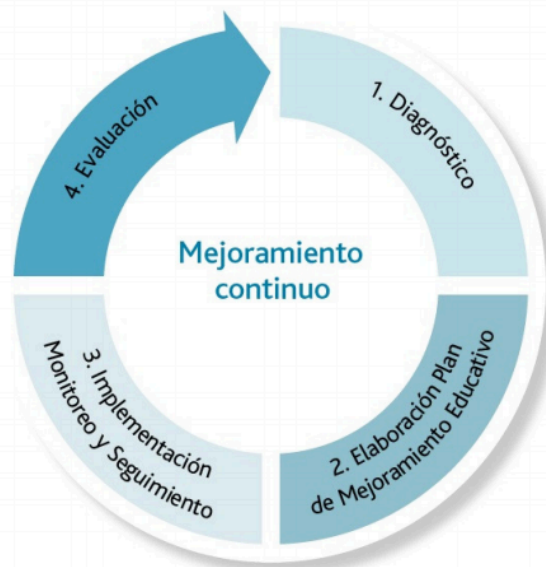 1. Diagnóstico
2. Elaboración Plan
de Mejoramiento Educativo
3. Implementación
Monitoreo y Seguimiento
4. Evaluación
Mejoramiento
continuo